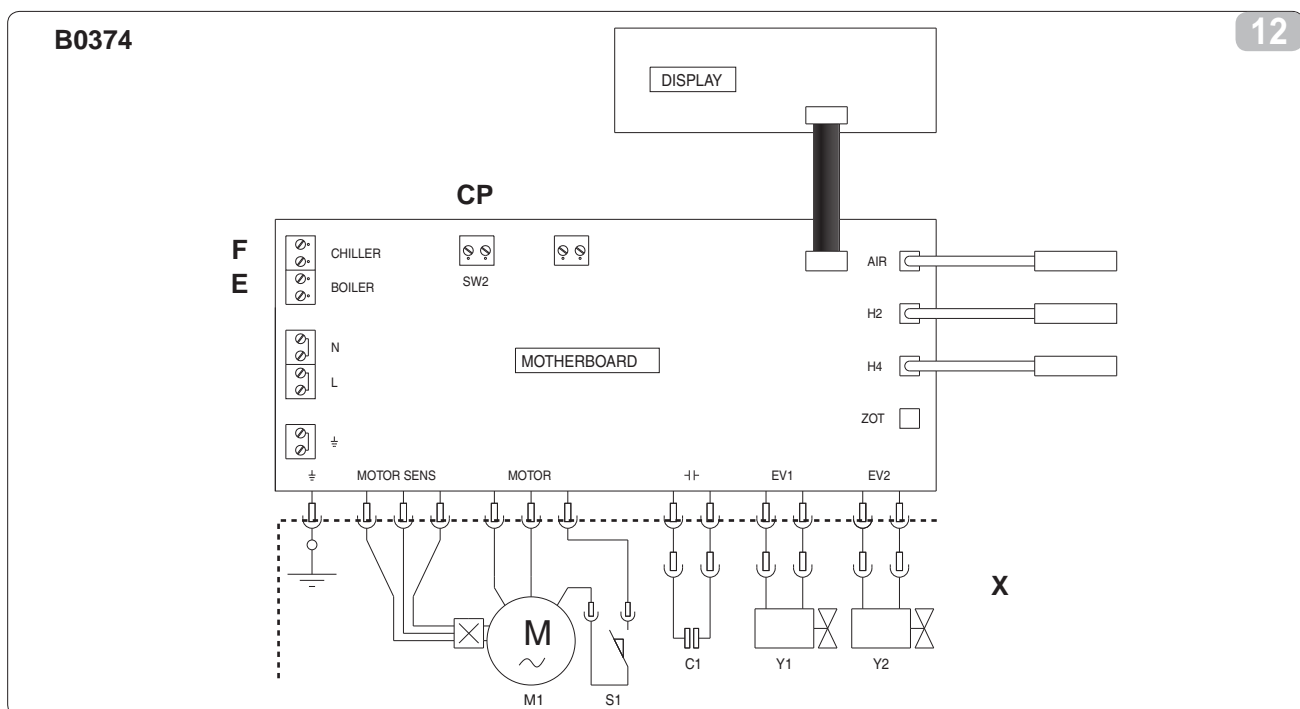 B0374
12
DISPLAY
CP
F
CHILLER
E
BOILER
SW2
AIR
H2
N
MOTHERBOARD
L
H4
ZOT
MOTOR SENS
MOTOR
EV1
EV2
X
M
M1
S1
C1
Y1
Y2